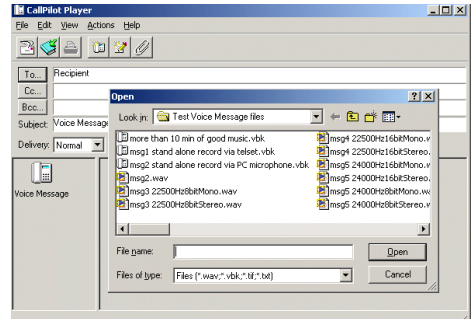 CallPilot Player
File Edit View Actions Help
To... Recipient
Cc...
Bcc...
Subject: Voice Message
Delivery: Normal
Voice Message
Open
Look in: Test Voice Message files
more than 10 min of good music.vbk
msg1 stand alone record via telset.vbk
msg2 stand alone record via PC microphone.vbk
msg2.wav
msg3 22500Hz8bitMono.wav
msg3 22500Hz8bitStereo.wav
msg4 22500Hz16bitMono.w
msg4 22500Hz16bitStereo.
msg5 24000Hz16bitMono.w
msg5 24000Hz16bitStereo.
msg5 24000Hz8bitMono.wa
msg5 24000Hz8bitStereo.w
File name:
Open
Files of type: Files (*.wav;*.vbk;*.tif;*.txt)
Cancel